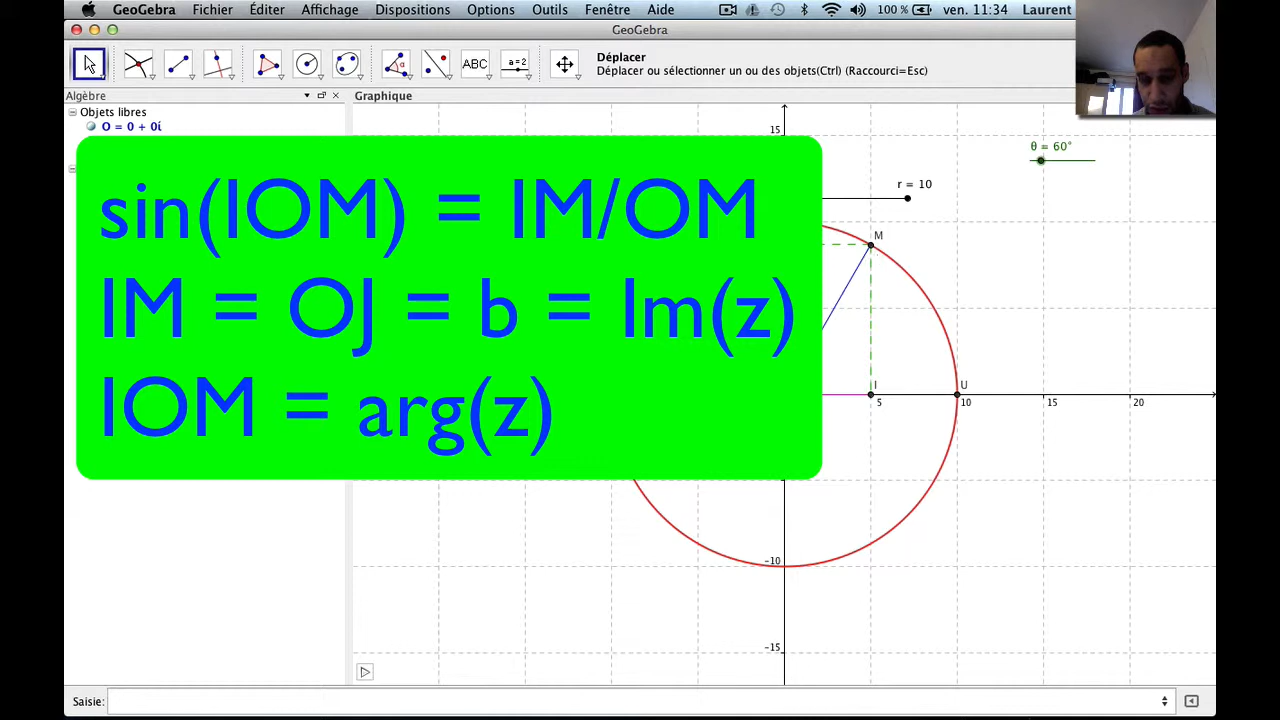 GeoGebra Fichier Éditer Affichage Dispositions Options Outils Fenêtre Aide 100 % ven. 11:34 Laurent
GeoGebra
ABC a=2
Déplacer
Déplacer ou sélectionner un ou des objets(Ctrl) (Raccourci=Esc)
Algèbre
Graphique
Objets libres
O = 0 + 0i
15
θ = 60°
r = 10
sin(IOM) = IM/OM
M
IM = OJ = b = Im(z)
IOM = arg(z)
I
U
5
10
15
20
-10
-15
Saisie: